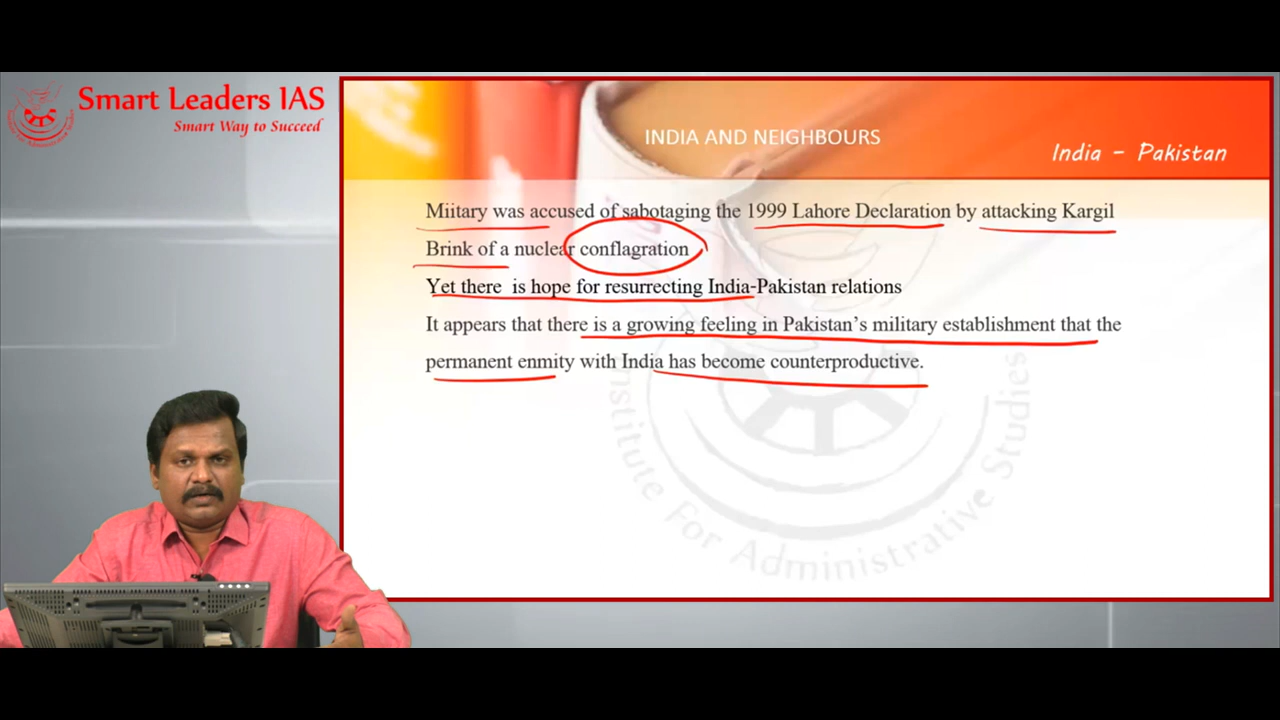 Smart Leaders IAS
Smart Way to Succeed
INDIA AND NEIGHBOURS
India - Pakistan
Miitary was accused of sabotaging the 1999 Lahore Declaration by attacking Kargil
Brink of a nuclear conflagration
Yet there is hope for resurrecting India-Pakistan relations
It appears that there is a growing feeling in Pakistan's military establishment that the
permanent enmity with India has become counterproductive.
Institute For Administrative Studies